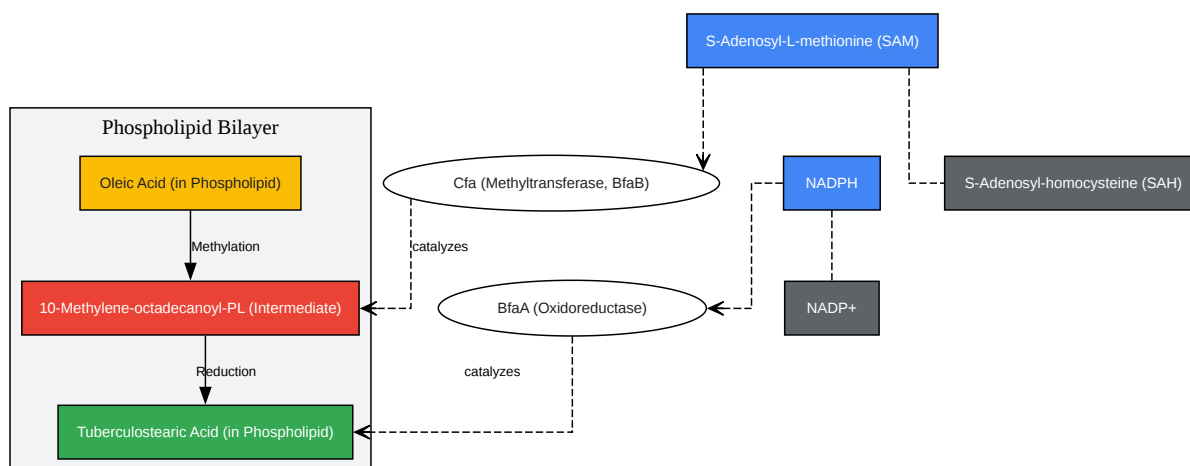 S-Adenosyl-L-methionine (SAM)
Phospholipid Bilayer
Oleic Acid (in Phospholipid)
Cfa (Methyltransferase, BfaB)
NADPH
S-Adenosyl-homocysteine (SAH)
Methylation
catalyzes
10-Methylene-octadecanoyl-PL (Intermediate)
BfaA (Oxidoreductase)
NADP+
Reduction
catalyzes
Tuberculostearic Acid (in Phospholipid)